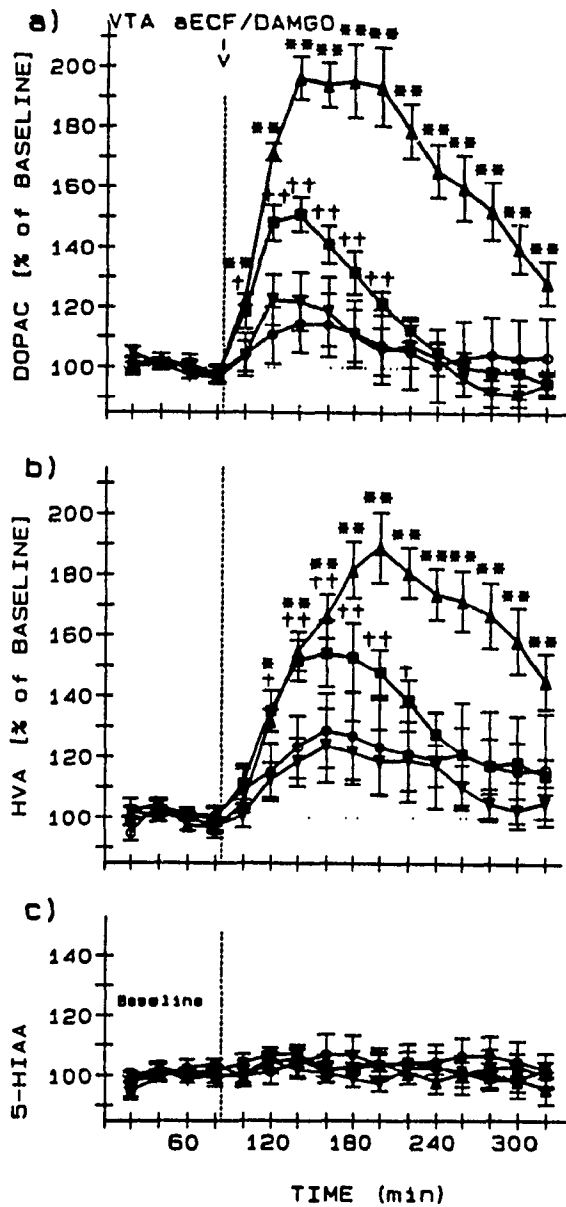 a) VTA aECF/DAMGO
DOPAC [% of BASELINE]
200
180
160
140
120
100
** ** ** ** ** ** ** ** ** ** ** **
** †
†† †† †† †† ††
b)
HVA [% of BASELINE]
200
180
160
140
120
100
* †
** ††
** ††
** ††
** ††
** †
** ** ** ** **
c)
5-HIAA
140
120
100
Baseline
60 120 180 240 300
TIME (min)